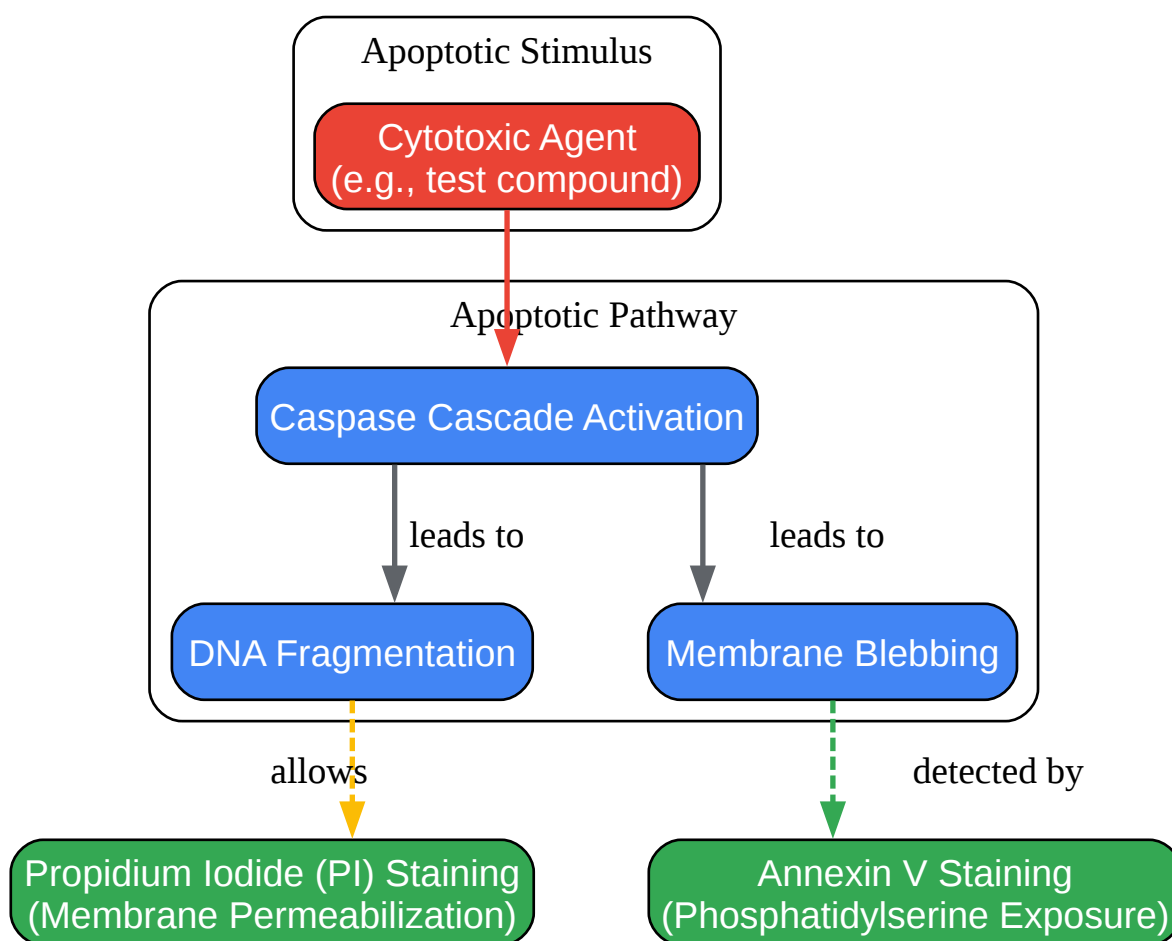 Apoptotic Stimulus
Cytotoxic Agent
(e.g., test compound)
Apoptotic Pathway
Caspase Cascade Activation
leads to
leads to
DNA Fragmentation
Membrane Blebbing
allows
detected by
Propidium Iodide (PI) Staining
(Membrane Permeabilization)
Annexin V Staining
(Phosphatidylserine Exposure)